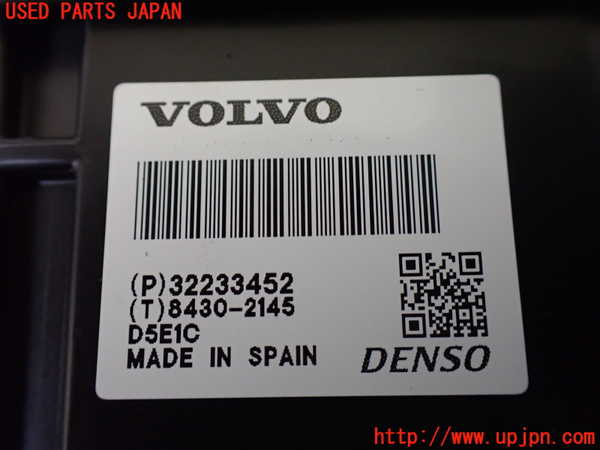 USED PARTS JAPAN
VOLVO
(P)32233452
(T)8430-2145
D5E1C
MADE IN SPAIN
DENSO
http://www.upjpn.com/